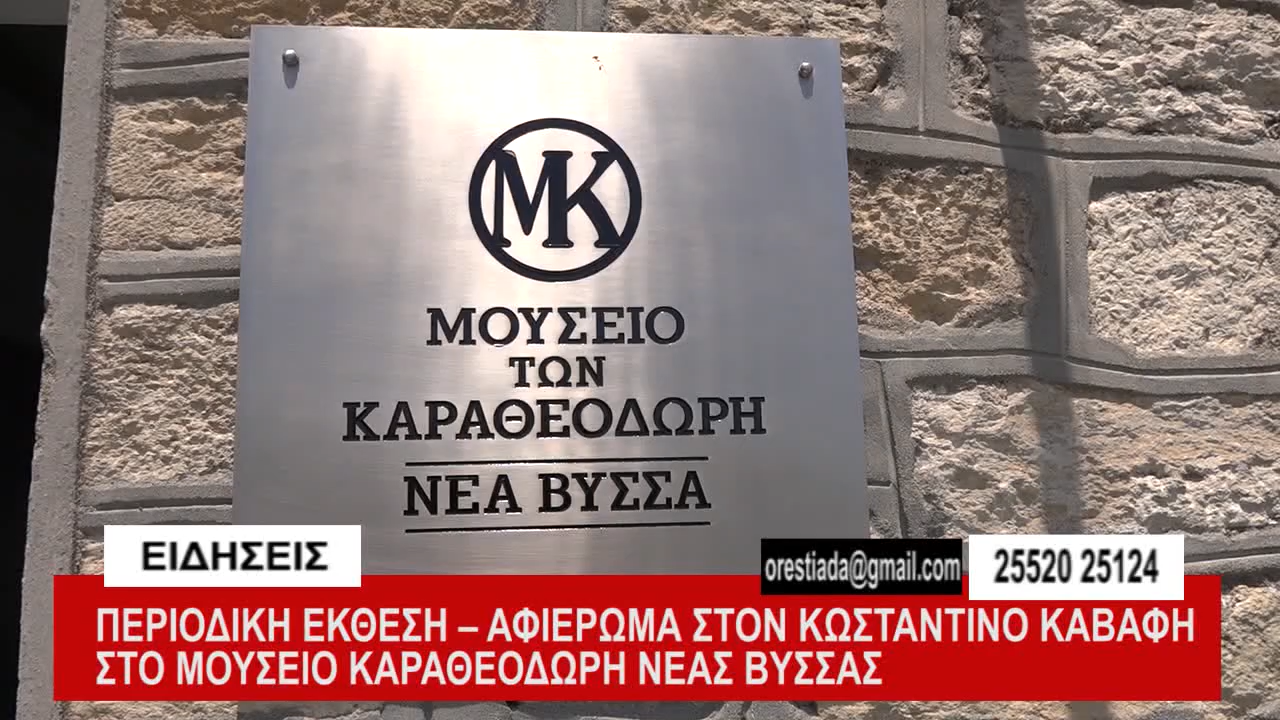 ΜΚ
ΜΟΥΣΕΙΟ
ΤΩΝ
ΚΑΡΑΘΕΟΔΩΡΗ
ΝΕΑ ΒΥΣΣΑ
ΕΙΔΗΣΕΙΣ
orestiada@gmail.com
25520 25124
ΠΕΡΙΟΔΙΚΗ ΕΚΘΕΣΗ – ΑΦΙΕΡΩΜΑ ΣΤΟΝ ΚΩΣΤΑΝΤΙΝΟ ΚΑΒΑΦΗ
ΣΤΟ ΜΟΥΣΕΙΟ ΚΑΡΑΘΕΟΔΩΡΗ ΝΕΑΣ ΒΥΣΣΑΣ